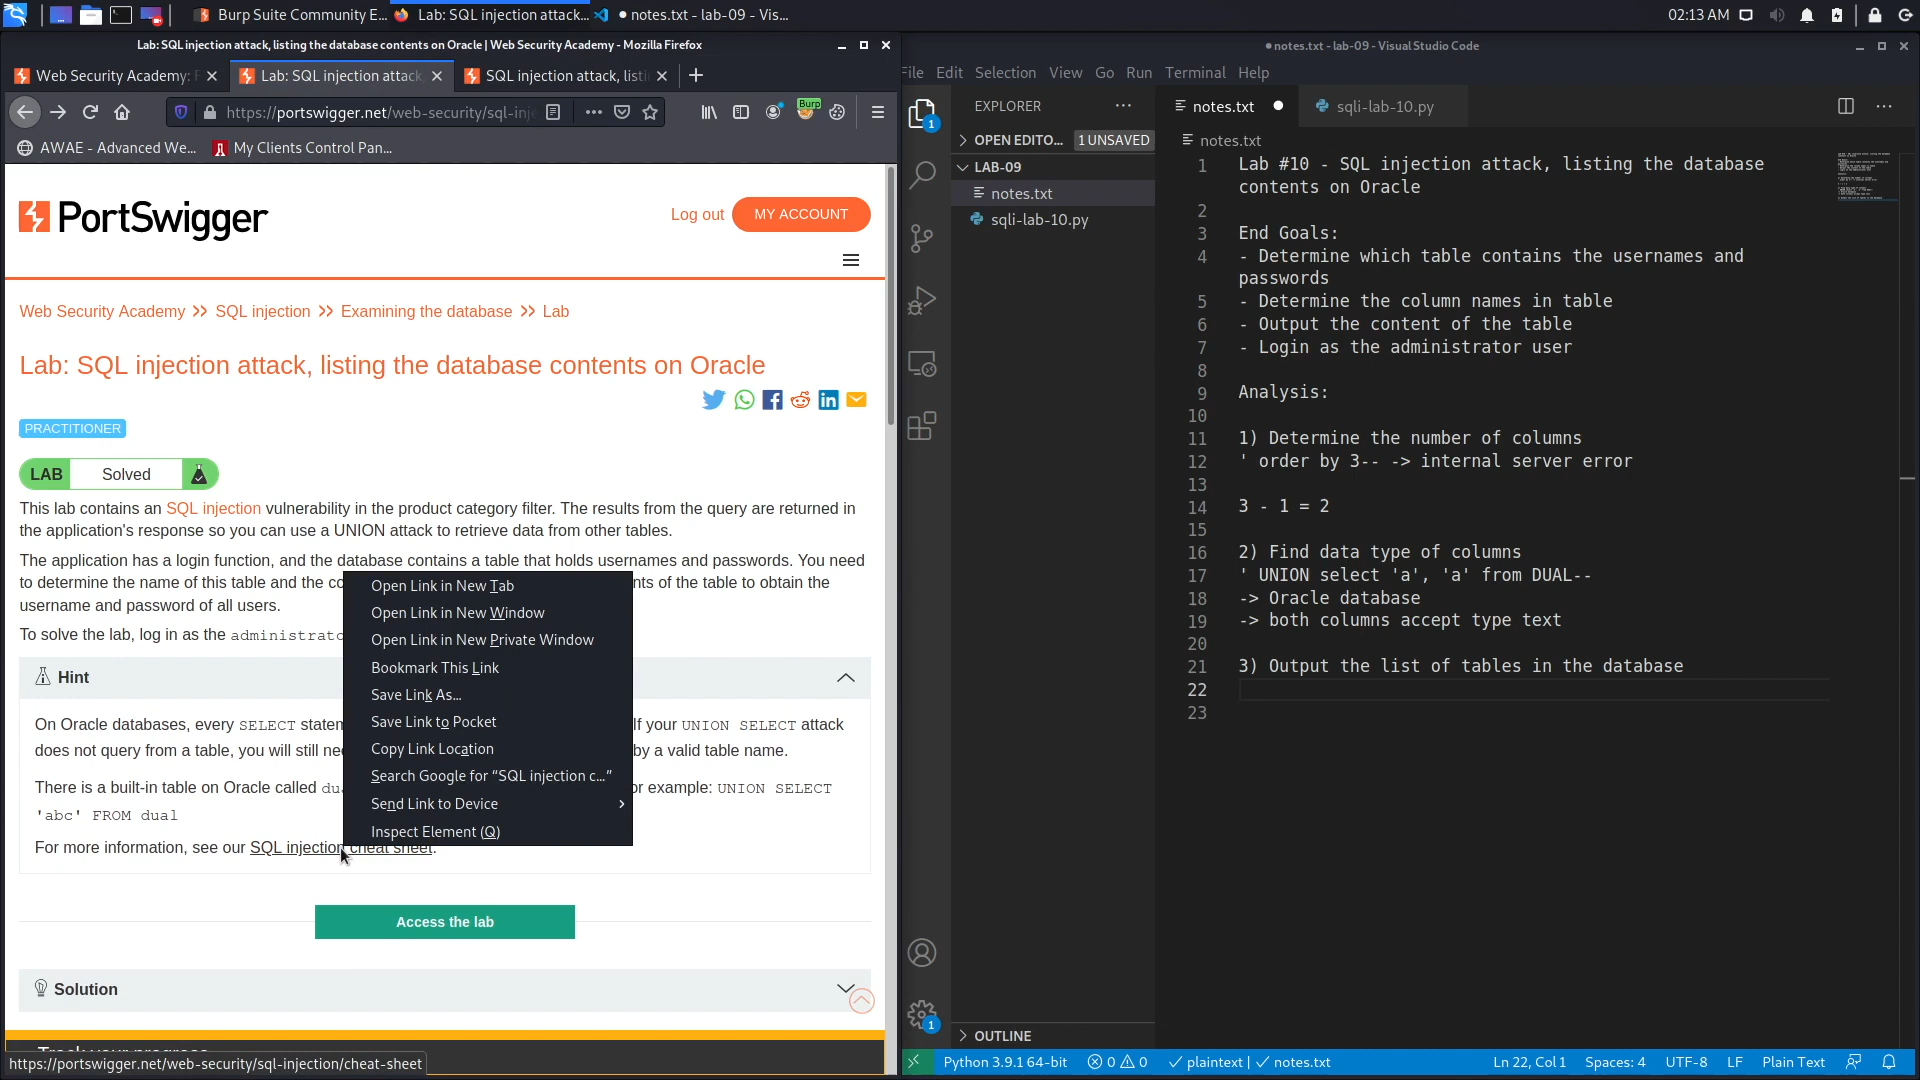 Burp Suite Community E...
Lab: SQL injection attack...
● notes.txt - lab-09 - Vis...
02:13 AM
Lab: SQL injection attack, listing the database contents on Oracle | Web Security Academy - Mozilla Firefox
● notes.txt - lab-09 - Visual Studio Code
Web Security Academy:
Lab: SQL injection attack
SQL injection attack, listi
https://portswigger.net/web-security/sql-inj
Burp
AWAE - Advanced We...
My Clients Control Pan...
PortSwigger
Log out
MY ACCOUNT
Web Security Academy >> SQL injection >> Examining the database >> Lab
Lab: SQL injection attack, listing the database contents on Oracle
PRACTITIONER
LAB Solved
This lab contains an SQL injection vulnerability in the product category filter. The results from the query are returned in
the application's response so you can use a UNION attack to retrieve data from other tables.
The application has a login function, and the database contains a table that holds usernames and passwords. You need
to determine the name of this table and the co
nts of the table to obtain the
username and password of all users.
To solve the lab, log in as the administrato
Hint
On Oracle databases, every SELECT statem
If your UNION SELECT attack
does not query from a table, you will still nee
by a valid table name.
There is a built-in table on Oracle called du
or example: UNION SELECT
'abc' FROM dual
For more information, see our SQL injection cheat sheet.
Open Link in New Tab
Open Link in New Window
Open Link in New Private Window
Bookmark This Link
Save Link As...
Save Link to Pocket
Copy Link Location
Search Google for “SQL injection c...”
Send Link to Device
Inspect Element (Q)
Access the lab
Solution
https://portswigger.net/web-security/sql-injection/cheat-sheet
File Edit Selection View Go Run Terminal Help
EXPLORER
OPEN EDITO... 1 UNSAVED
LAB-09
notes.txt
sqli-lab-10.py
OUTLINE
notes.txt
sqli-lab-10.py
notes.txt
1 Lab #10 - SQL injection attack, listing the database
contents on Oracle
2
3 End Goals:
4 - Determine which table contains the usernames and
passwords
5 - Determine the column names in table
6 - Output the content of the table
7 - Login as the administrator user
8
9 Analysis:
10
11 1) Determine the number of columns
12 ' order by 3-- -> internal server error
13
14 3 - 1 = 2
15
16 2) Find data type of columns
17 ' UNION select 'a', 'a' from DUAL--
18 -> Oracle database
19 -> both columns accept type text
20
21 3) Output the list of tables in the database
22
23
1
1
Python 3.9.1 64-bit
0 0
✓ plaintext | ✓ notes.txt
Ln 22, Col 1
Spaces: 4
UTF-8
LF
Plain Text